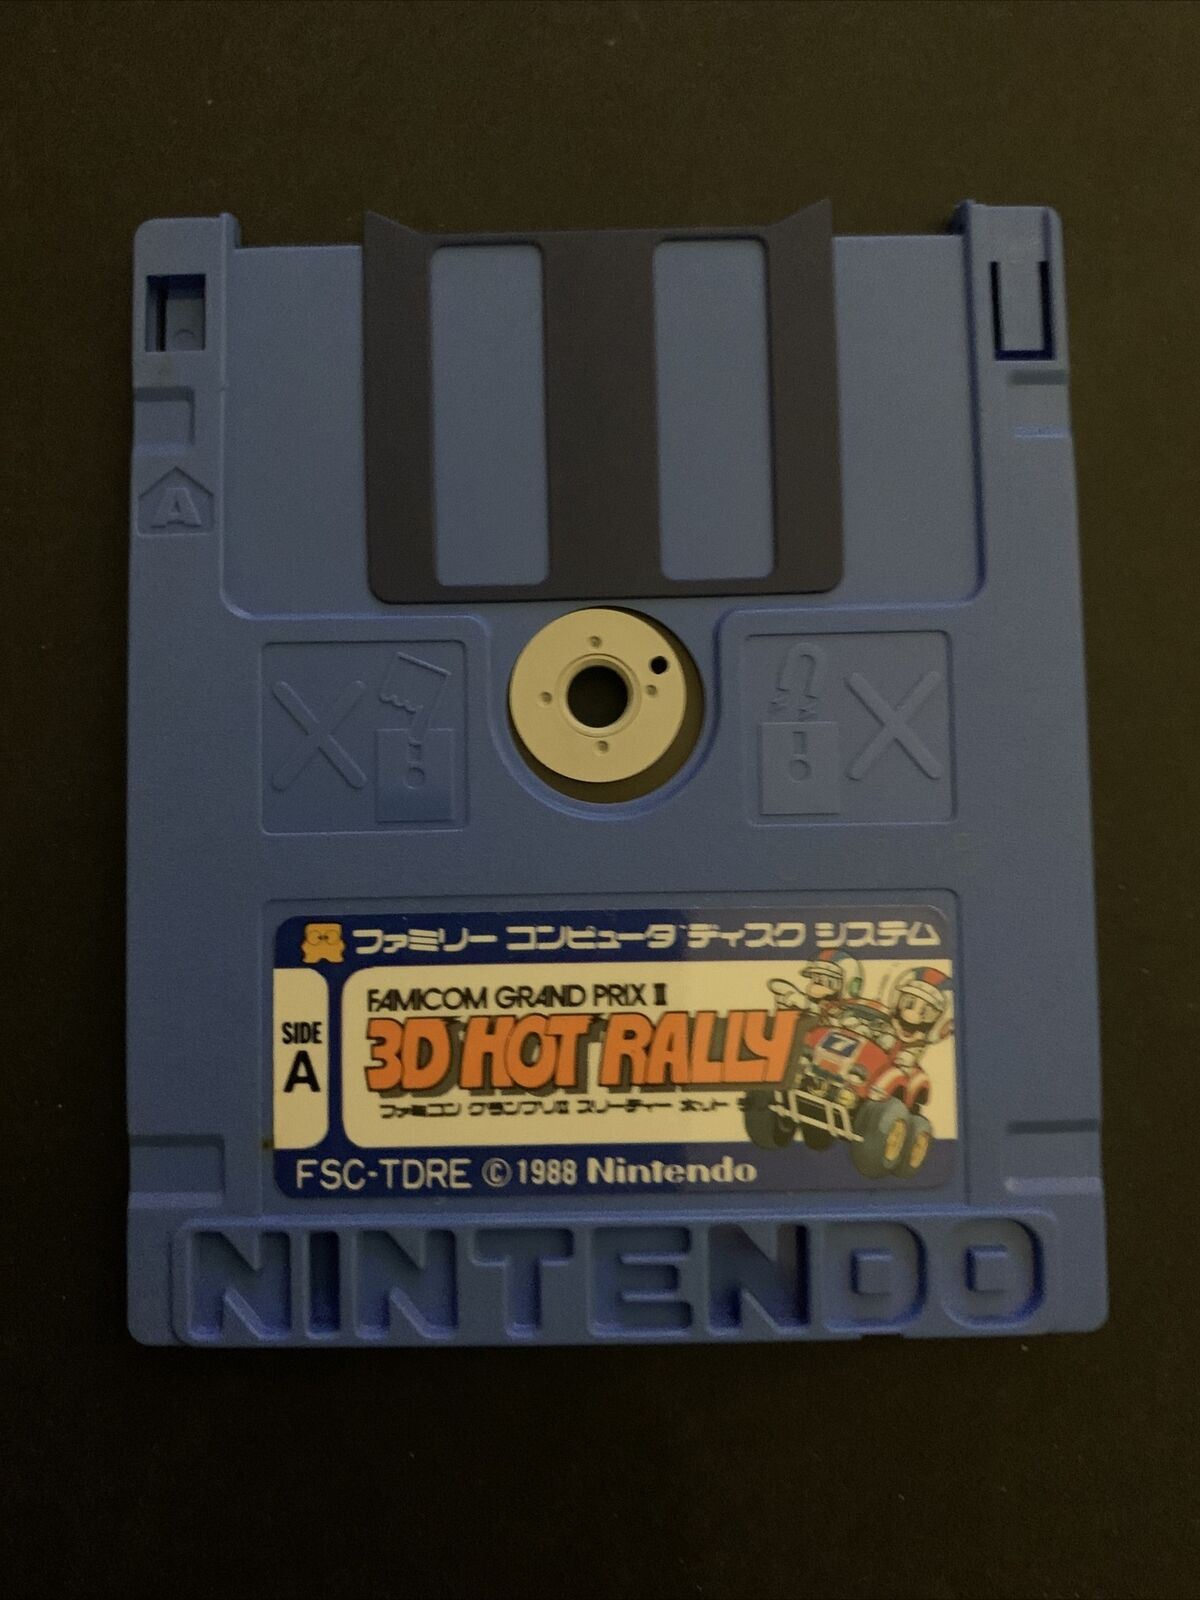 A
ファミリー コンピュータ ディスク システム
SIDE
A
FAMICOM GRAND PRIX II
3D HOT RALLY
ファミコン グランプリII スリーディー ホット
7
FSC-TDRE © 1988 Nintendo
NINTENDO